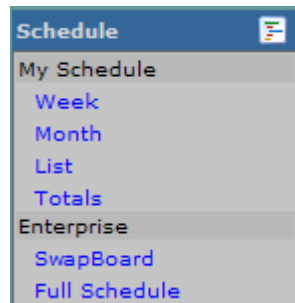 Schedule
My Schedule
Week
Month
List
Totals
Enterprise
SwapBoard
Full Schedule